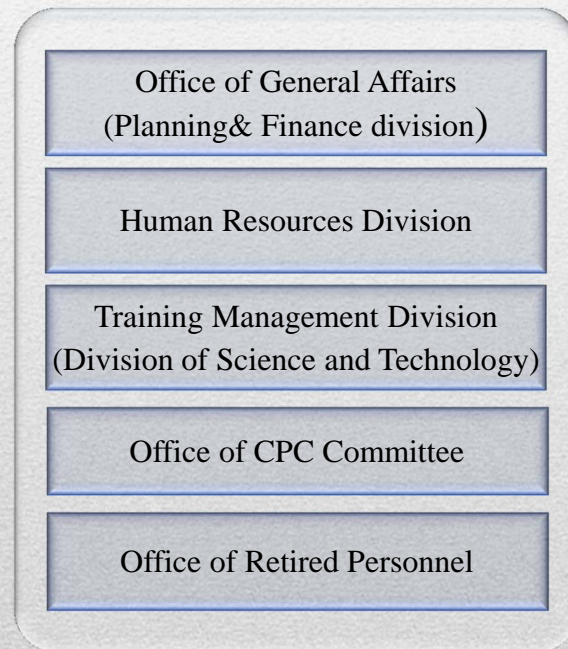 Office of General Affairs
(Planning& Finance division)
Human Resources Division
Training Management Division
(Division of Science and Technology)
Office of CPC Committee
Office of Retired Personnel